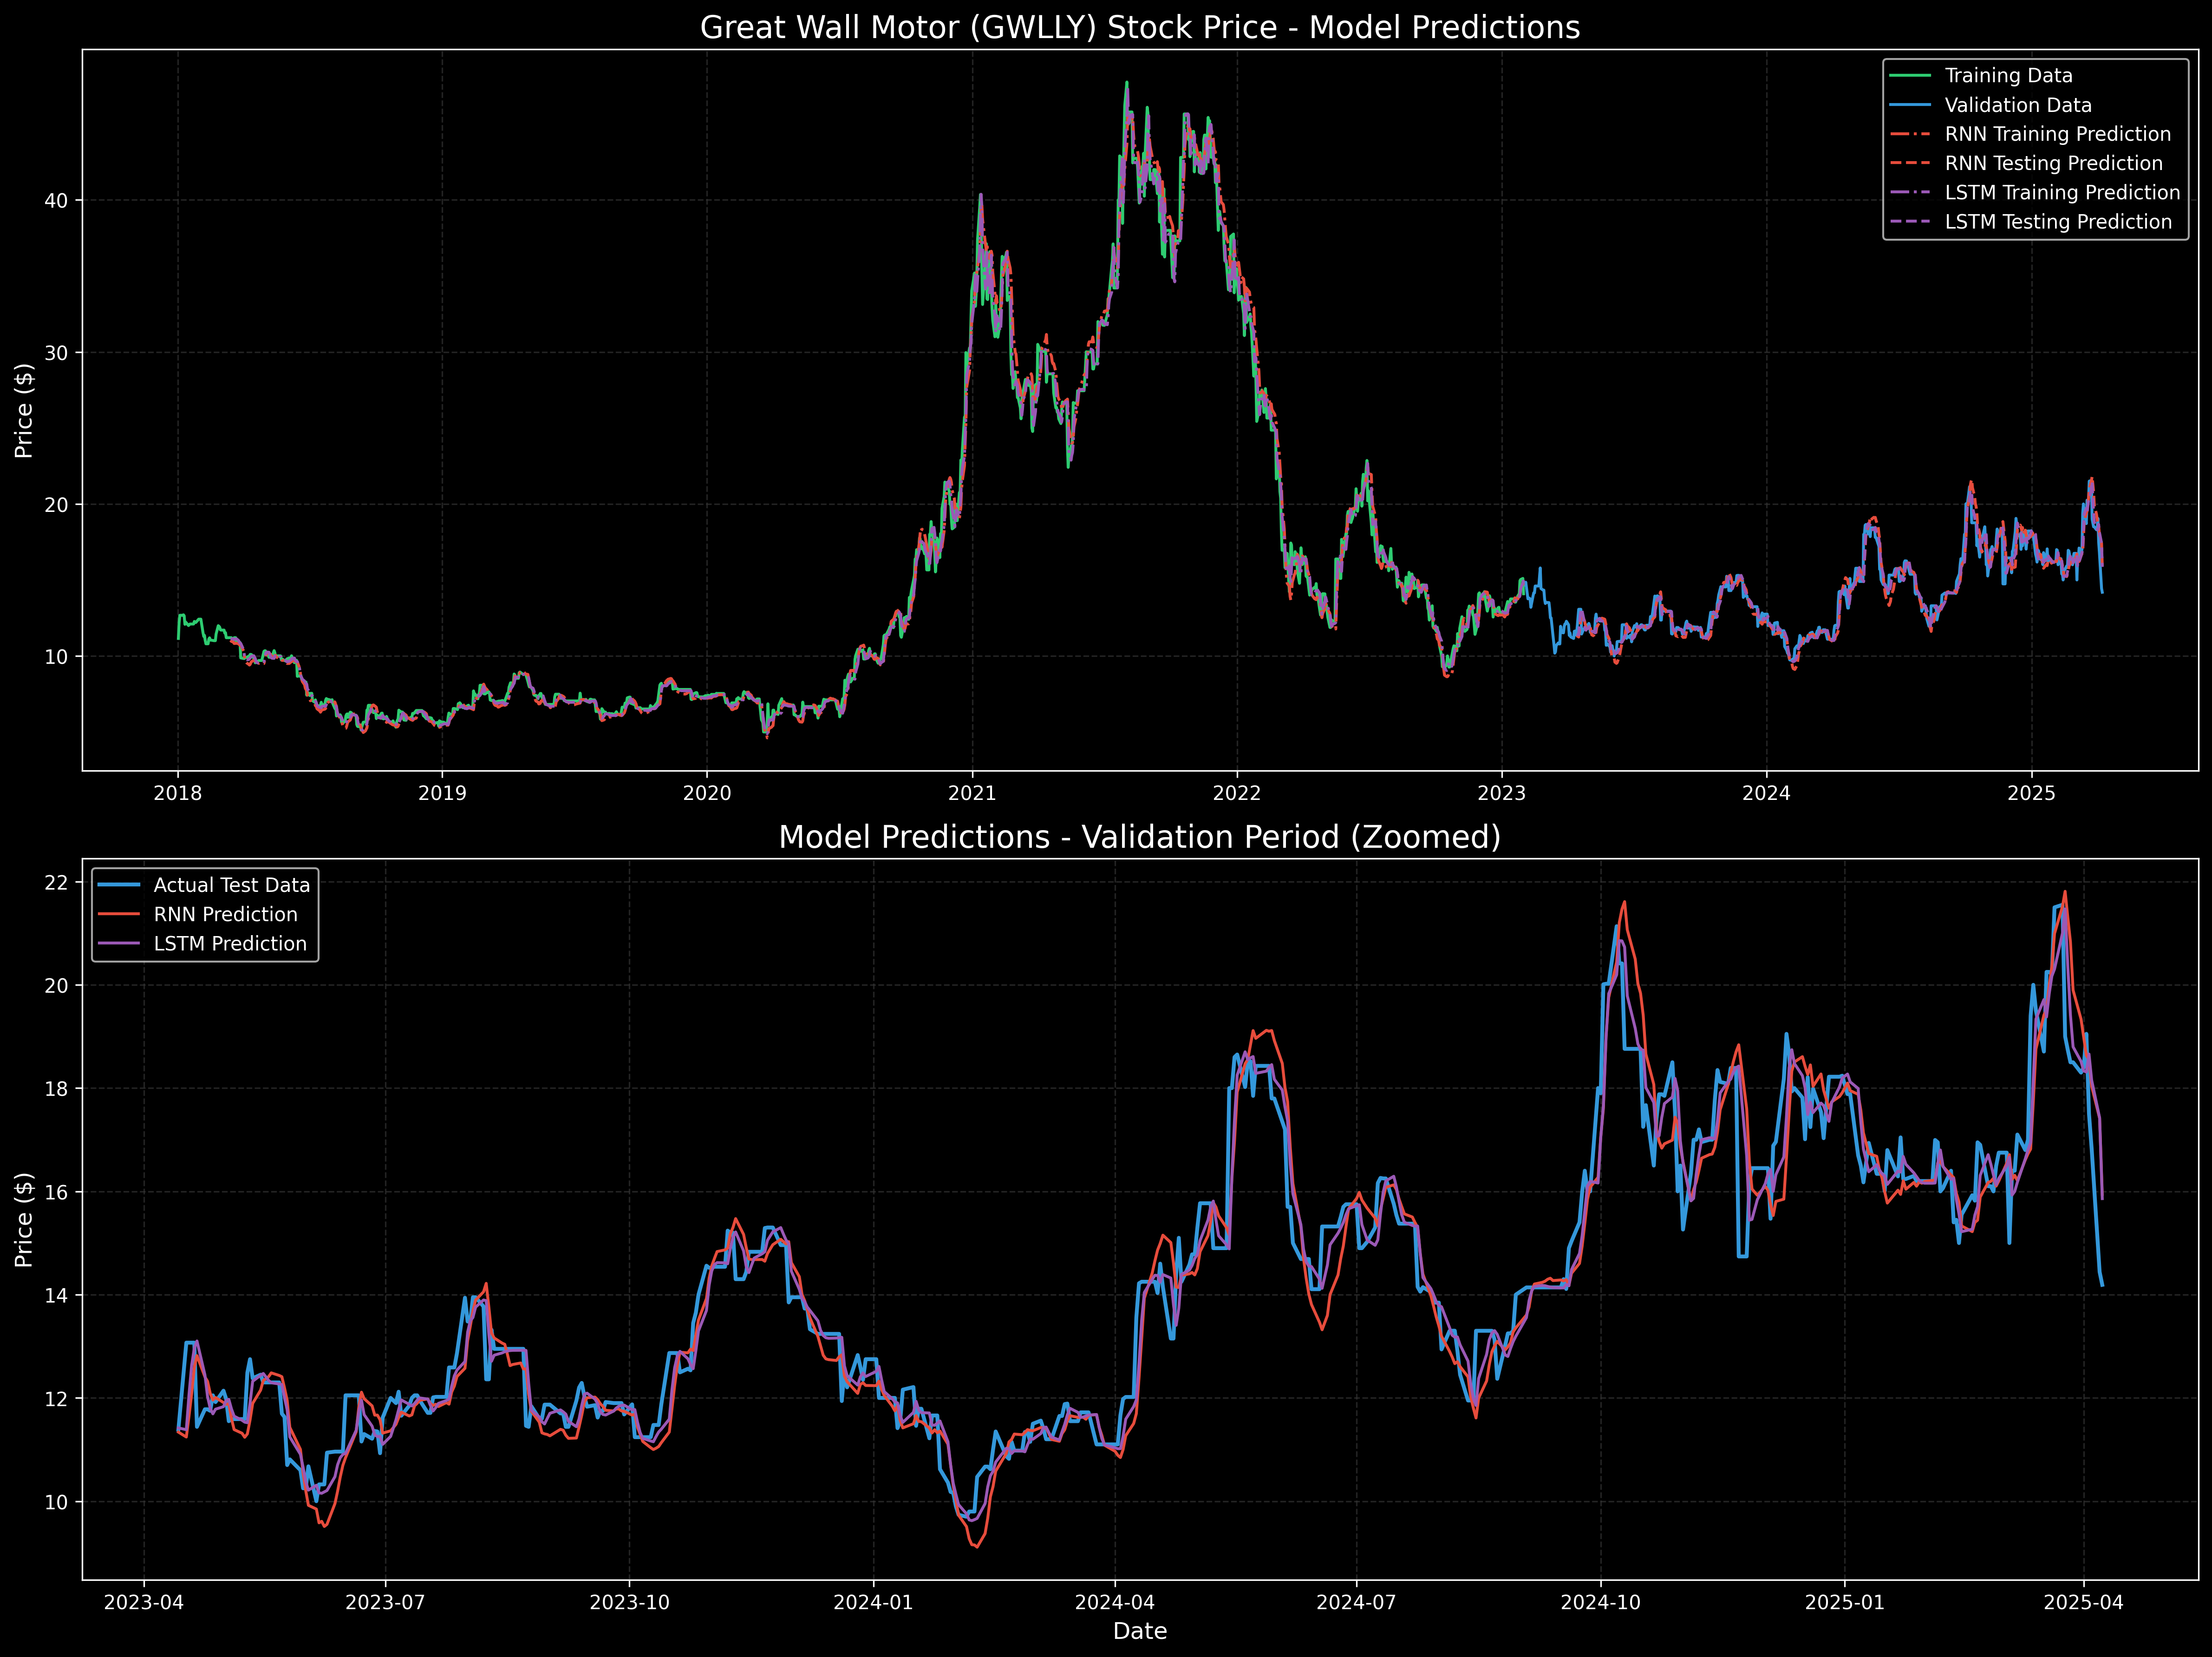 Great Wall Motor (GWLLY) Stock Price - Model Predictions
Training Data
Validation Data
RNN Training Prediction
RNN Testing Prediction
LSTM Training Prediction
LSTM Testing Prediction
Price ($)
40
30
20
10
2018 2019 2020 2021 2022 2023 2024 2025
Model Predictions - Validation Period (Zoomed)
Actual Test Data
RNN Prediction
LSTM Prediction
Price ($)
22
20
18
16
14
12
10
2023-04 2023-07 2023-10 2024-01 2024-04 2024-07 2024-10 2025-01 2025-04
Date